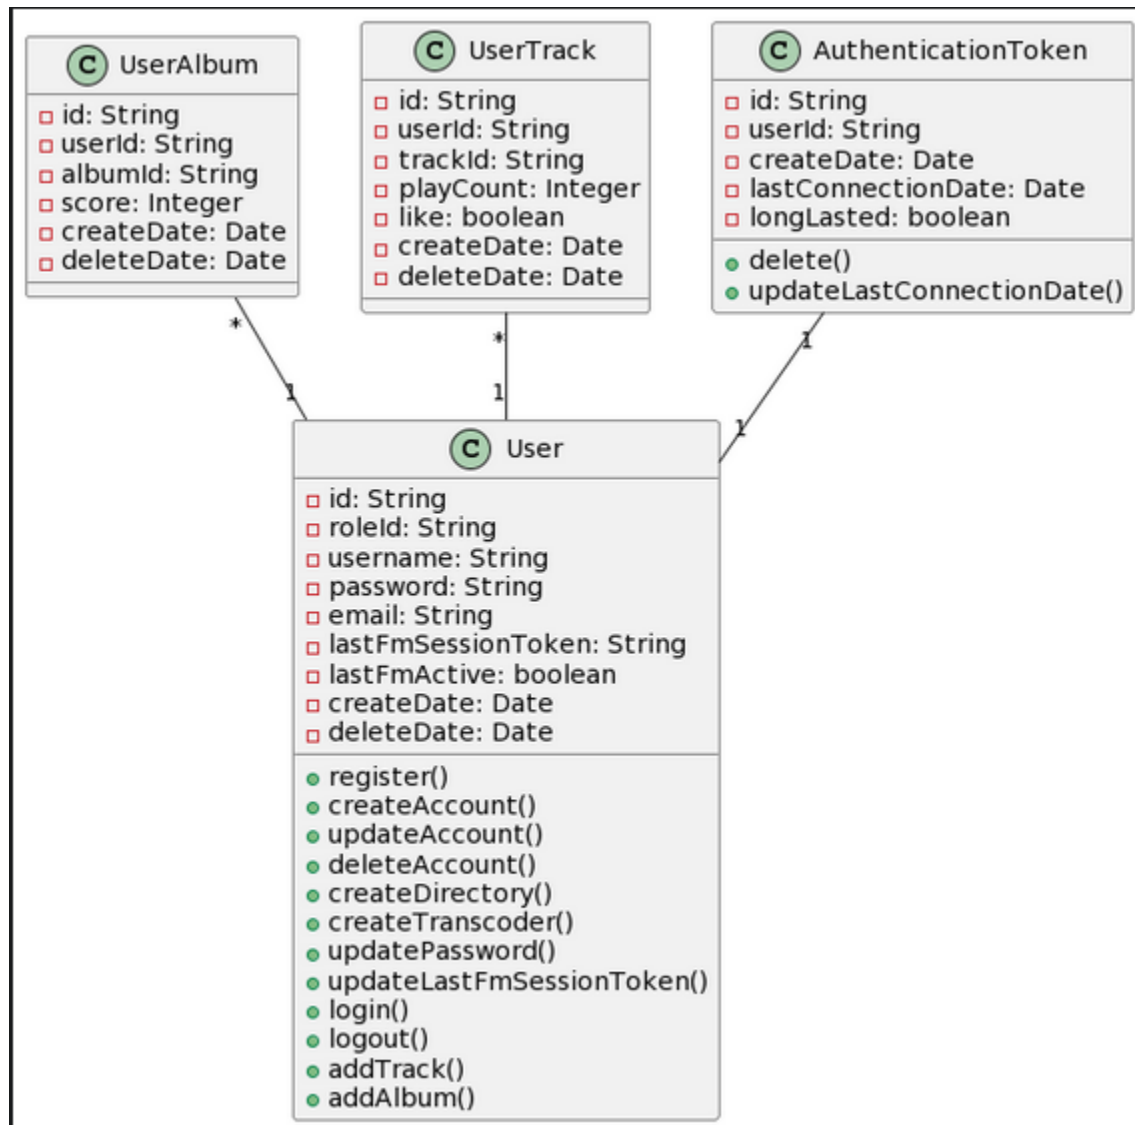 C UserAlbum
id: String
userId: String
albumId: String
score: Integer
createDate: Date
deleteDate: Date
C UserTrack
id: String
userId: String
trackId: String
playCount: Integer
like: boolean
createDate: Date
deleteDate: Date
C AuthenticationToken
id: String
userId: String
createDate: Date
lastConnectionDate: Date
longLasted: boolean
delete()
updateLastConnectionDate()
*
1
*
1
1
1
C User
id: String
roleId: String
username: String
password: String
email: String
lastFmSessionToken: String
lastFmActive: boolean
createDate: Date
deleteDate: Date
register()
createAccount()
updateAccount()
deleteAccount()
createDirectory()
createTranscoder()
updatePassword()
updateLastFmSessionToken()
login()
logout()
addTrack()
addAlbum()